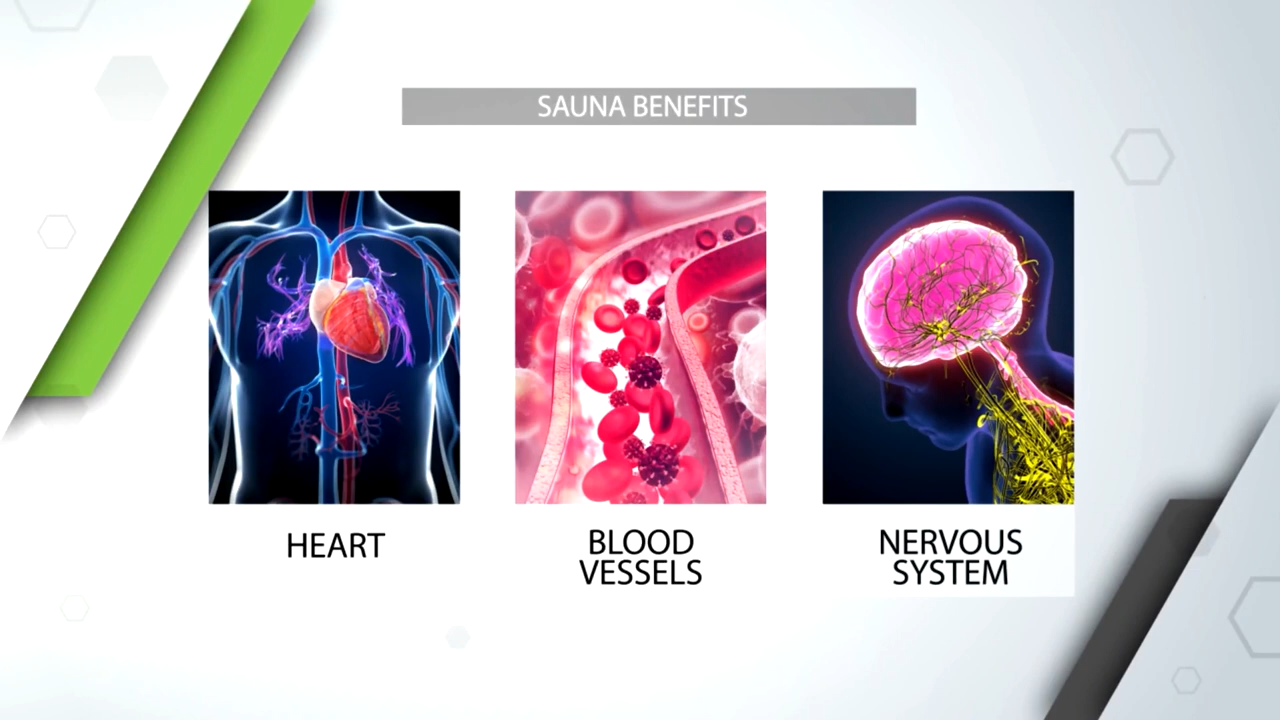 SAUNA BENEFITS
HEART
BLOOD
VESSELS
NERVOUS
SYSTEM